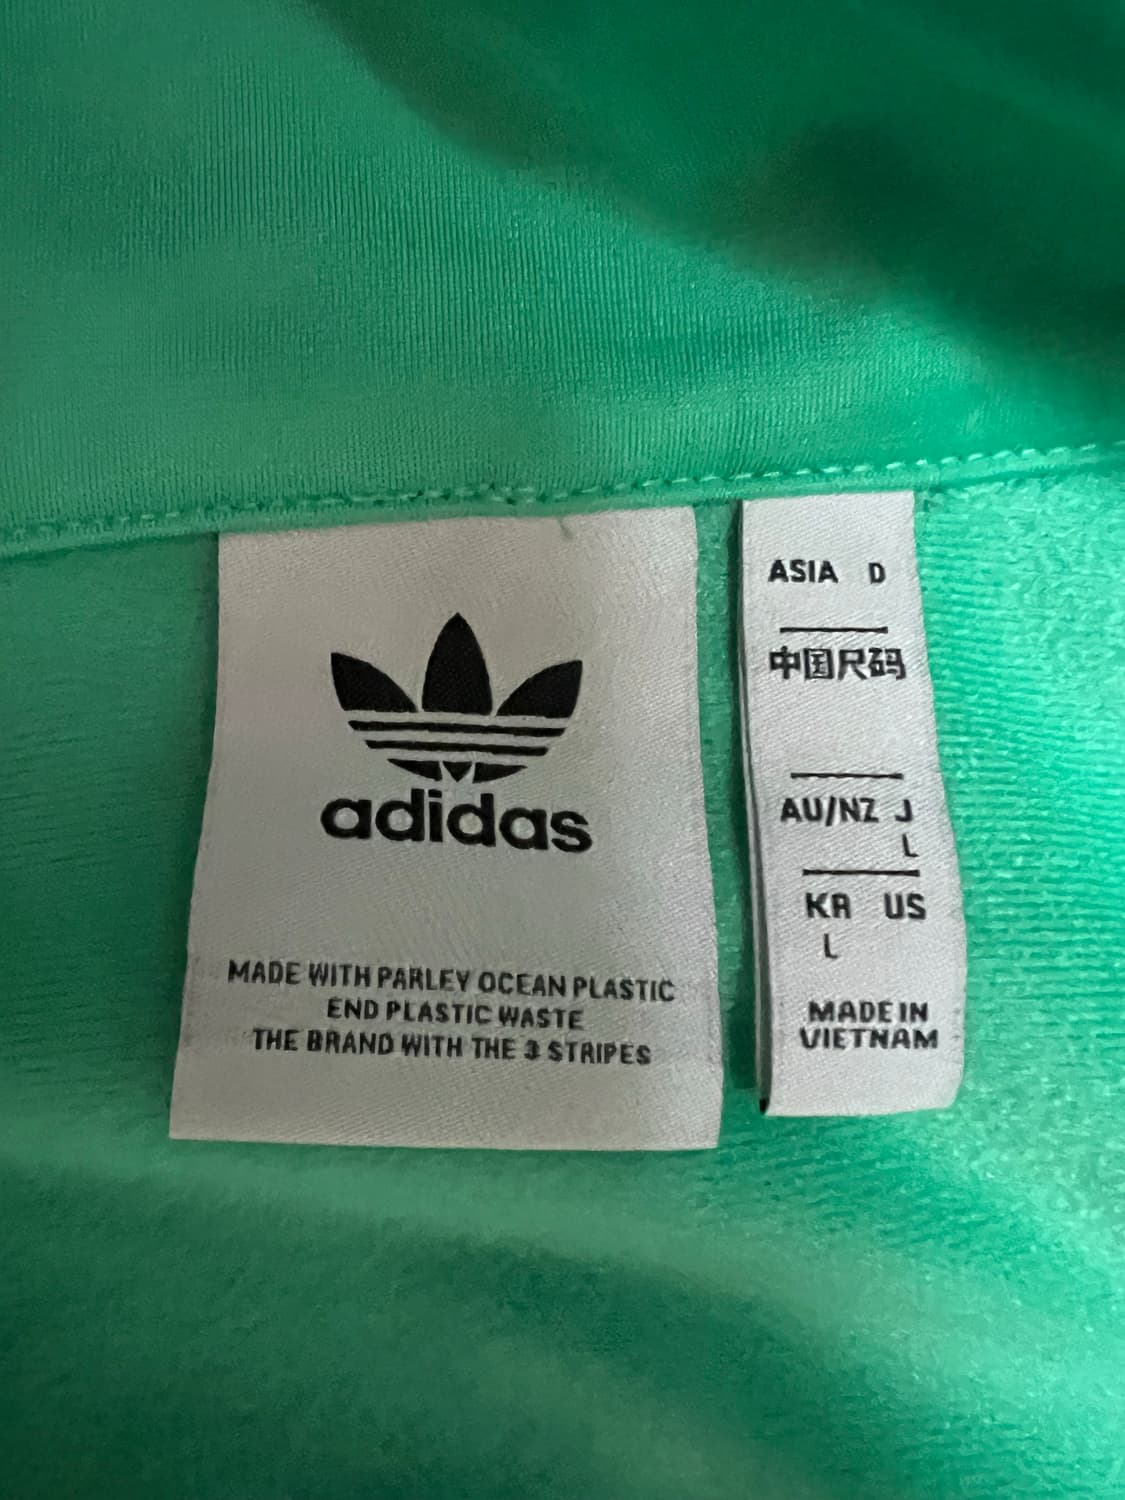 adidas
MADE WITH PARLEY OCEAN PLASTIC
END PLASTIC WASTE
THE BRAND WITH THE 3 STRIPES
ASIA D
中国尺码
AU/NZ J
L
KR US
L
MADE IN
VIETNAM